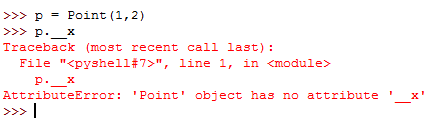 >>> p = Point(1,2)
>>> p.__x
Traceback (most recent call last):
  File "<pyshell#7>", line 1, in <module>
    p.__x
AttributeError: 'Point' object has no attribute '__x'
>>>